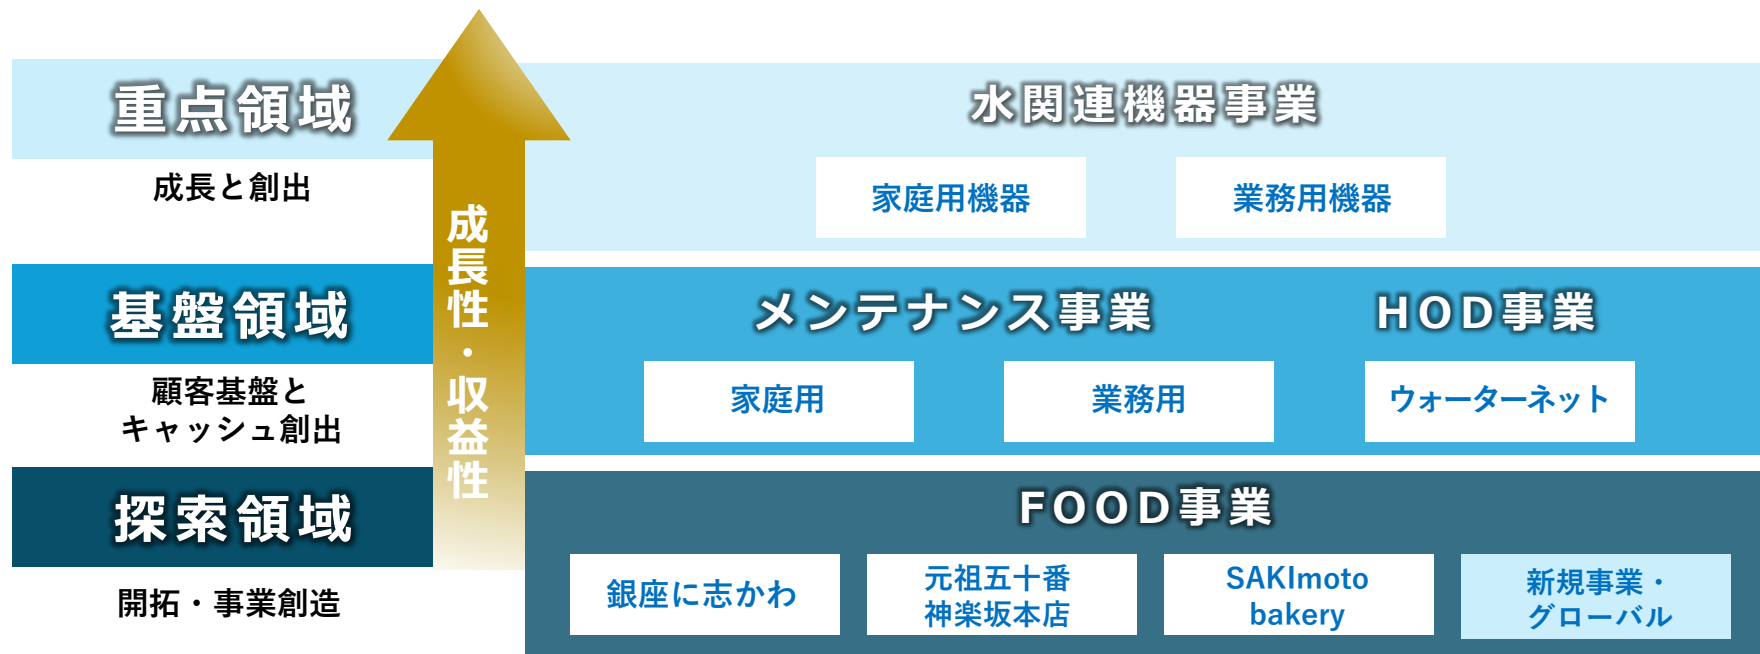 重点領域
成長と創出
基盤領域
顧客基盤と
キャッシュ創出
探索領域
開拓・事業創造
成長性・収益性
水関連機器事業
家庭用機器
業務用機器
メンテナンス事業
HOD事業
家庭用
業務用
ウォーターネット
FOOD事業
銀座に志かわ
元祖五十番
神楽坂本店
SAKImoto
bakery
新規事業・
グローバル